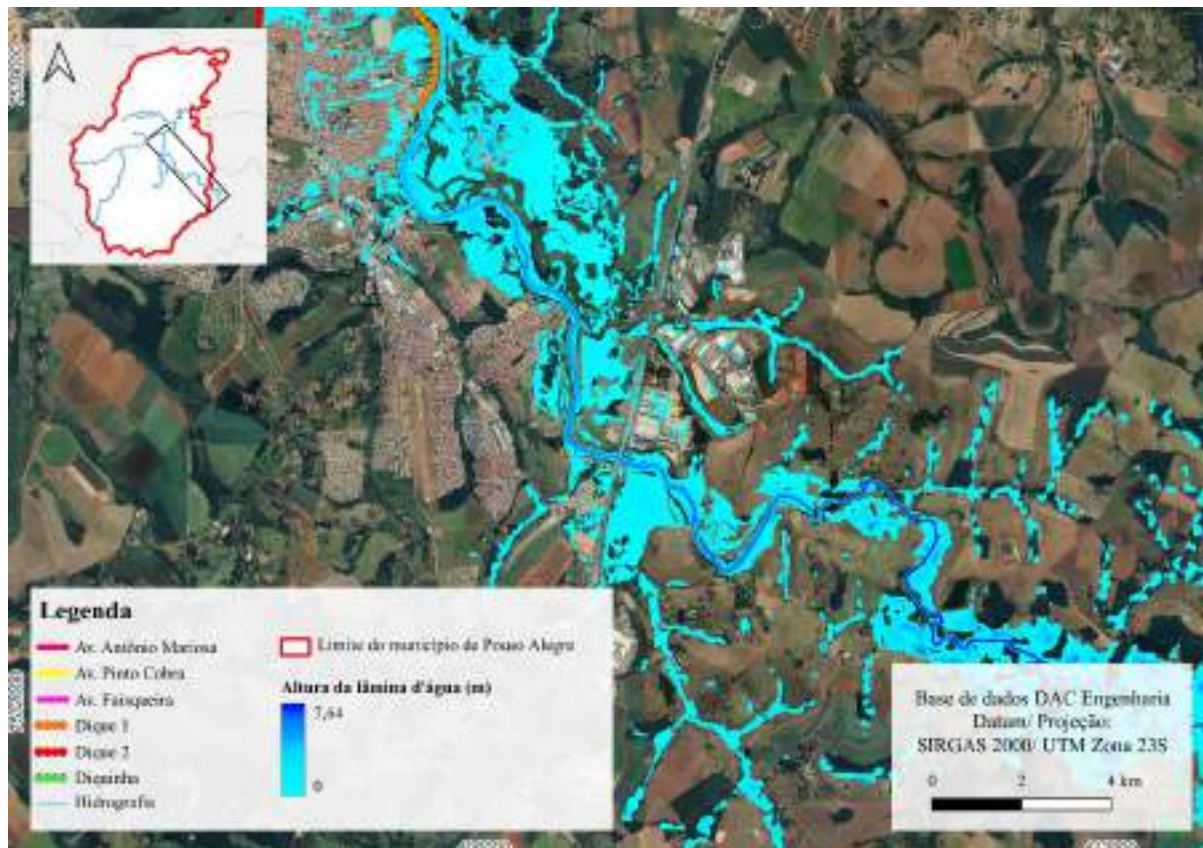 Legenda
Av. Antônio Mariosa
Av. Pinto Cobra
Av. Faisqueira
Dique 1
Dique 2
Diquinha
Hidrografia
Limite do município de Pouso Alegre
Altura da lâmina d'água (m)
7,64
0
Base de dados DAC Engenharia
Datum/ Projeção:
SIRGAS 2000/ UTM Zona 23S
0 2 4 km